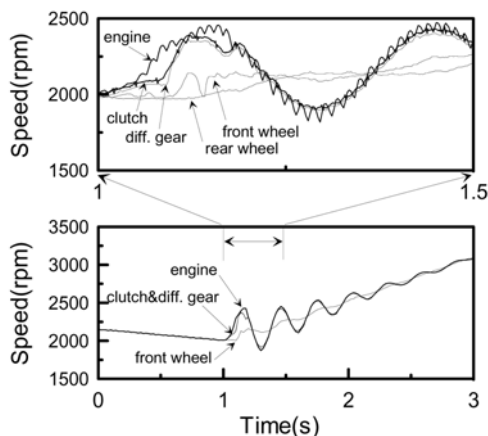 Speed(rpm)
2500
2000
1500
engine
clutch
diff. gear
front wheel
rear wheel
1
1.5
Speed(rpm)
3500
3000
2500
2000
1500
engine
clutch&diff. gear
front wheel
0
1
2
3
Time(s)